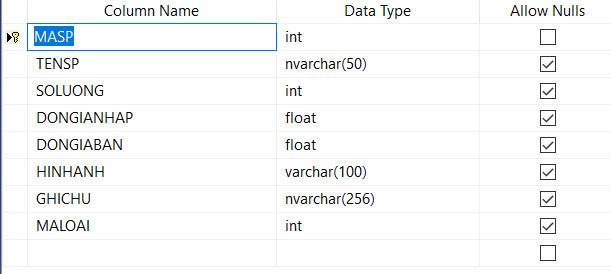 Column Name Data Type Allow Nulls
MASP int
TENSP nvarchar(50)
SOLUONG int
DONGIANHAP float
DONGIABAN float
HINHANH varchar(100)
GHICHU nvarchar(256)
MALOAI int